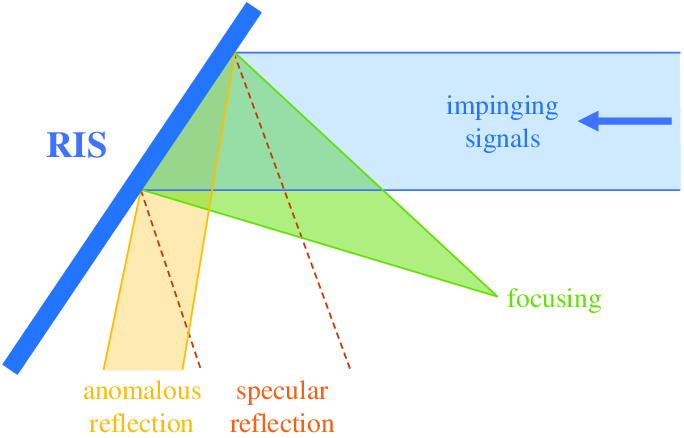 impinging
signals
RIS
focusing
anomalous
reflection
specular
reflection